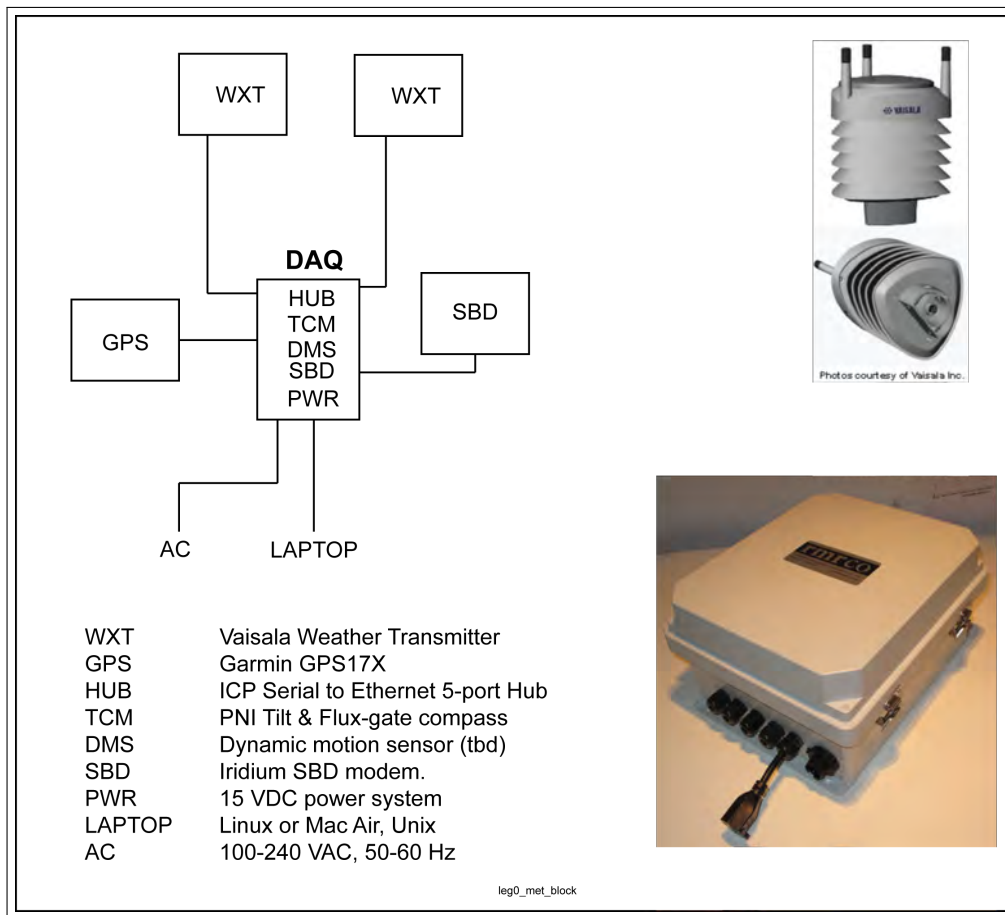 WXT
WXT
VAISALA
Photos courtesy of Vaisala Inc.
DAQ
HUB
TCM
DMS
SBD
PWR
GPS
SBD
AC
LAPTOP
rmrco
WXT Vaisala Weather Transmitter
GPS Garmin GPS17X
HUB ICP Serial to Ethernet 5-port Hub
TCM PNI Tilt & Flux-gate compass
DMS Dynamic motion sensor (tbd)
SBD Iridium SBD modem.
PWR 15 VDC power system
LAPTOP Linux or Mac Air, Unix
AC 100-240 VAC, 50-60 Hz
leg0_met_block